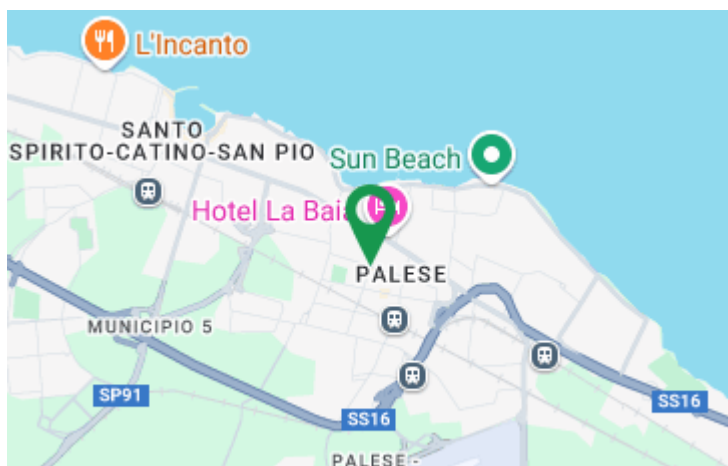 L'Incanto
SANTO
SPIRITO-CATINO-SAN PIO
Sun Beach
Hotel La Baia
PALESE
MUNICIPIO 5
SP91
SS16
SS16
PALESE -